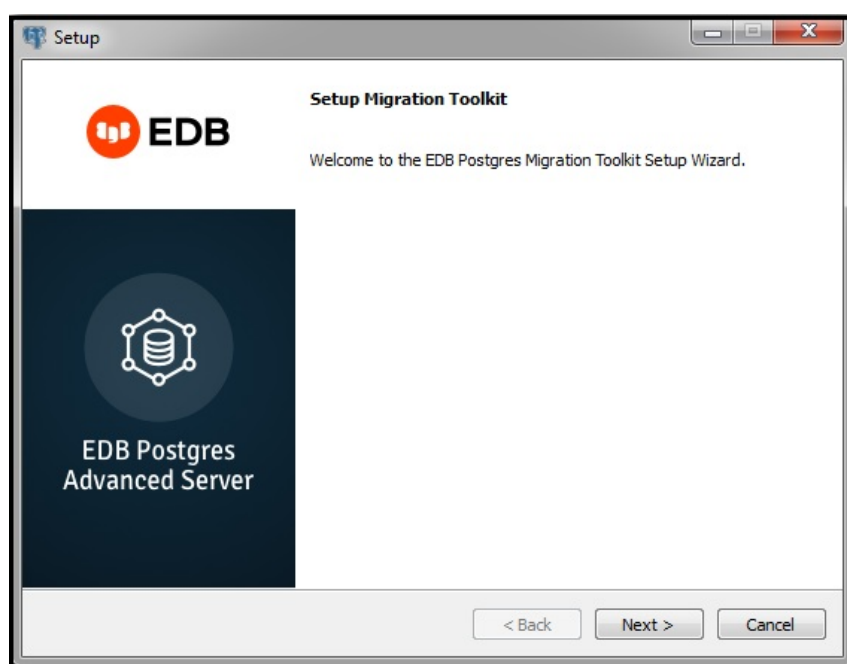 Setup
EDB
Setup Migration Toolkit
Welcome to the EDB Postgres Migration Toolkit Setup Wizard.
EDB Postgres
Advanced Server
< Back
Next >
Cancel